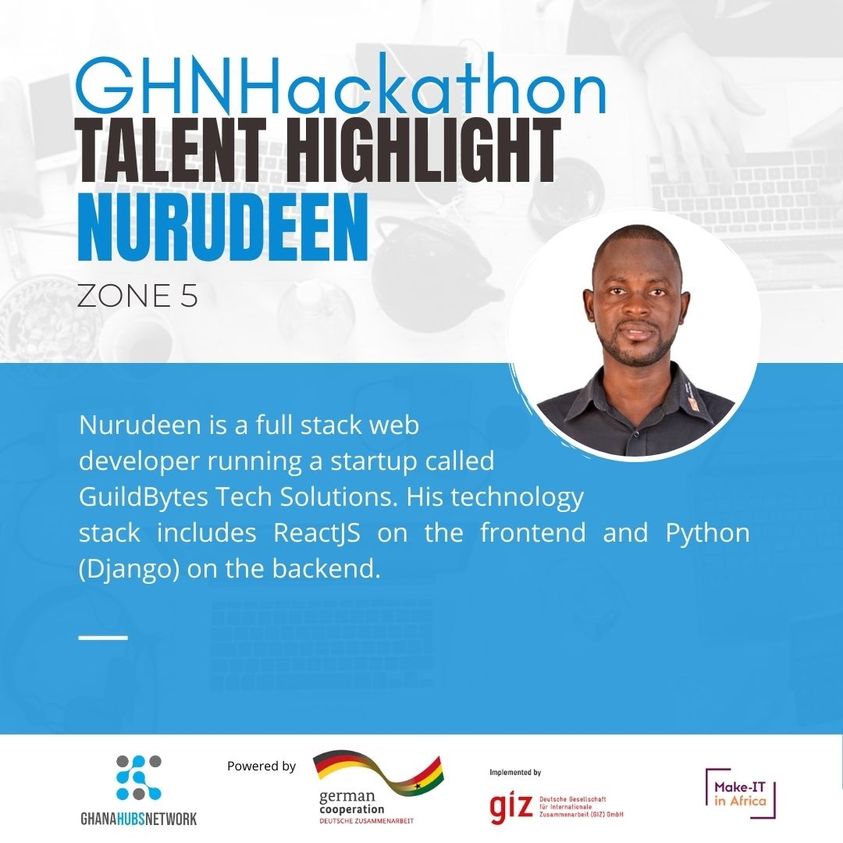 GHNHackathon
TALENT HIGHLIGHT
NURUDEEN
ZONE 5
Nurudeen is a full stack web
developer running a startup called
GuildBytes Tech Solutions. His technology
stack includes ReactJS on the frontend and Python
(Django) on the backend.
GHANAHUBSNETWORK
Powered by
german
cooperation
DEUTSCHE ZUSAMMENARBEIT
Implemented by
giz
Deutsche Gesellschaft
für Internationale
Zusammenarbeit (GIZ) GmbH
Make-IT
in Africa